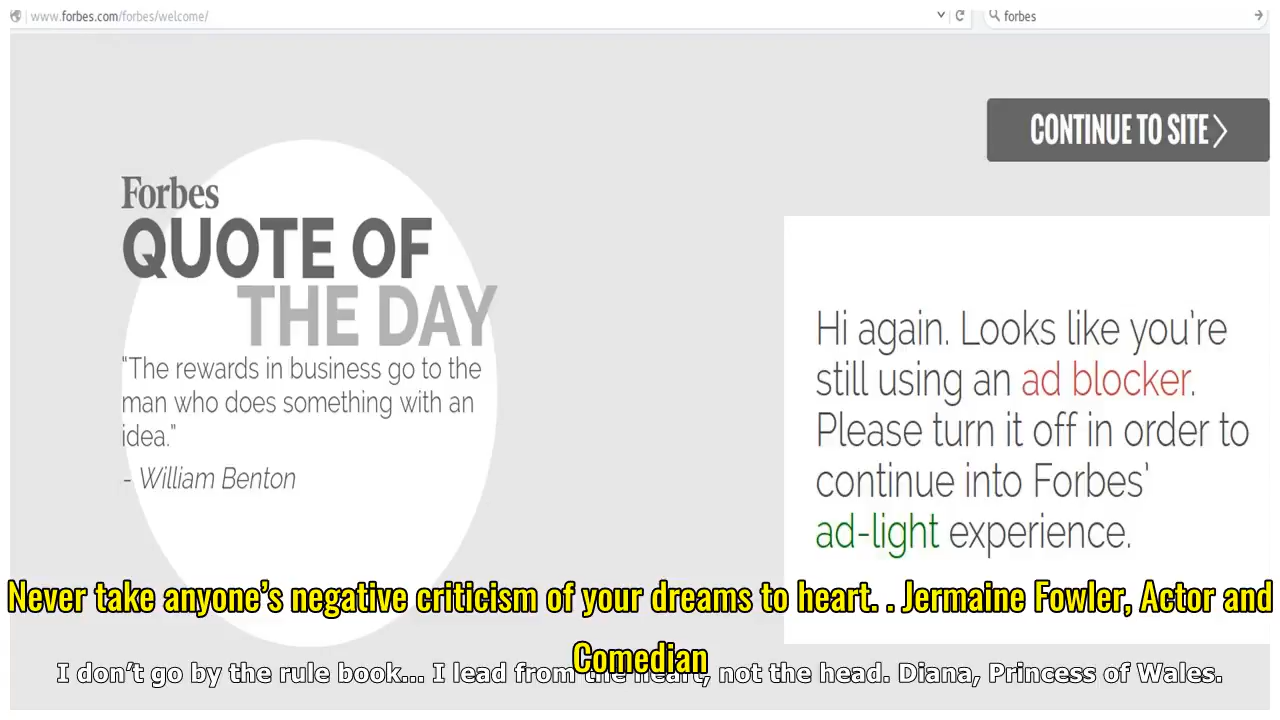 www.forbes.com/forbes/welcome/
forbes
CONTINUE TO SITE
Forbes
QUOTE OF
THE DAY
"The rewards in business go to the
man who does something with an
idea."
- William Benton
Hi again. Looks like you're
still using an ad blocker.
Please turn it off in order to
continue into Forbes'
ad-light experience.
Never take anyone’s negative criticism of your dreams to heart. . Jermaine Fowler, Actor and
Comedian
I don’t go by the rule book... I lead from the heart, not the head. Diana, Princess of Wales.